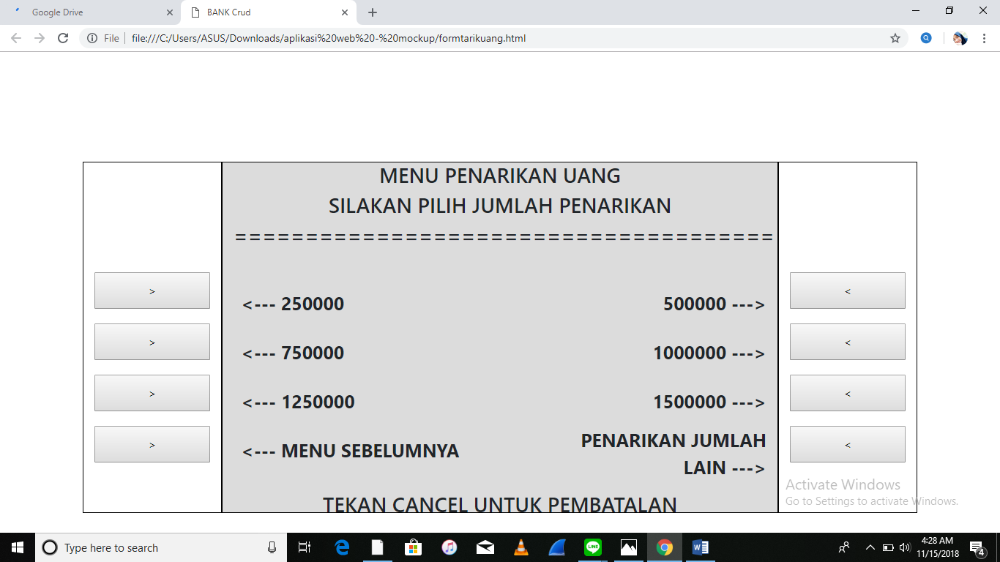 Google Drive
BANK Crud
File
file:///C:/Users/ASUS/Downloads/aplikasi%20web%20-%20mockup/formtarikuang.html
MENU PENARIKAN UANG
SILAKAN PILIH JUMLAH PENARIKAN
======================================
> <--- 250000 500000 ---> <
> <--- 750000 1000000 ---> <
> <--- 1250000 1500000 ---> <
> <--- MENU SEBELUMNYA PENARIKAN JUMLAH <
LAIN --->
TEKAN CANCEL UNTUK PEMBATALAN
Activate Windows
Go to Settings to activate Windows.
Type here to search
LINE
4:28 AM
11/15/2018
4